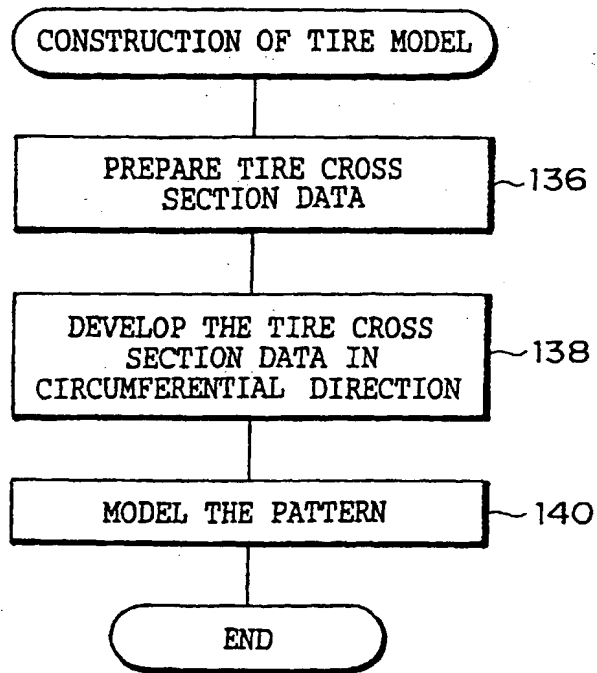 CONSTRUCTION OF TIRE MODEL
PREPARE TIRE CROSS
SECTION DATA
136
DEVELOP THE TIRE CROSS
SECTION DATA IN
CIRCUMFERENTIAL DIRECTION
138
MODEL THE PATTERN
140
END